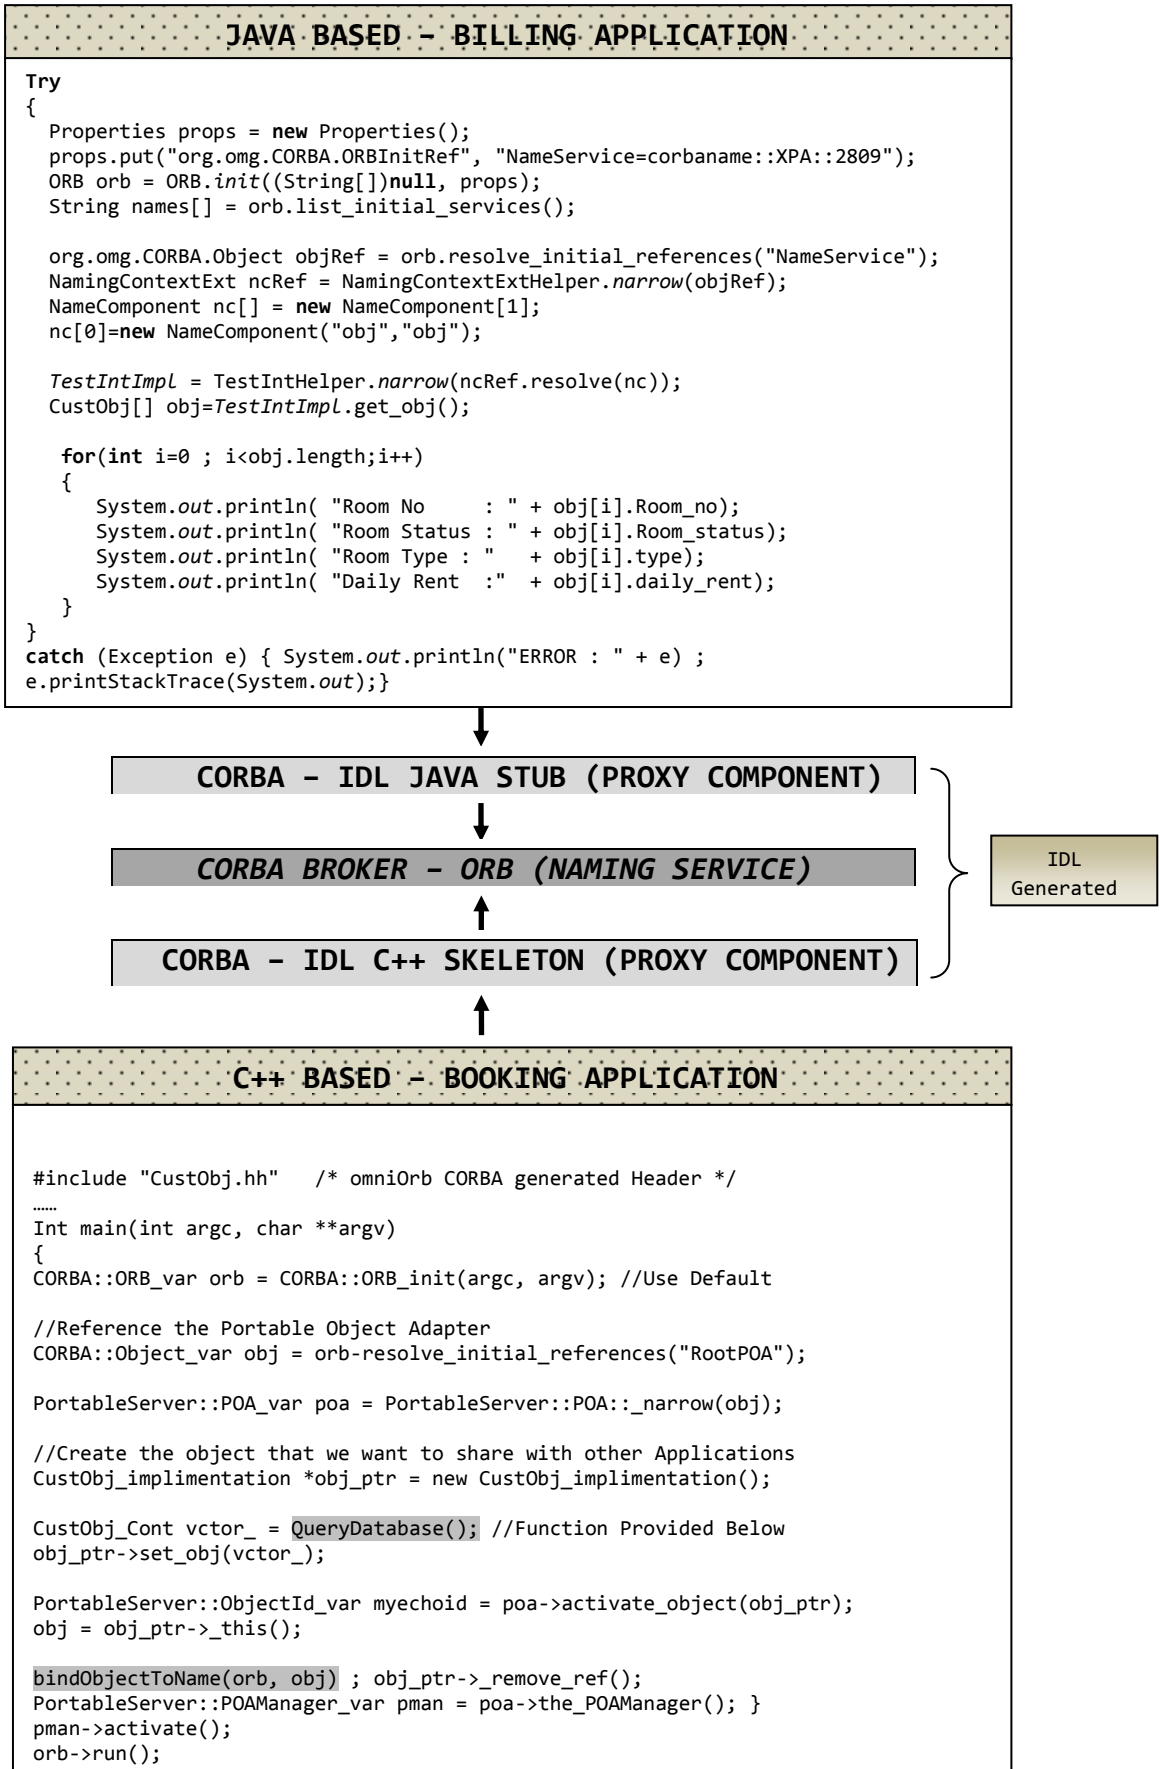 JAVA BASED – BILLING APPLICATION
Try
{
Properties props = new Properties();
props.put("org.omg.CORBA.ORBInitRef", "NameService=corbaname::XPA::2809");
ORB orb = ORB.init((String[])null, props);
String names[] = orb.list_initial_services();
org.omg.CORBA.Object objRef = orb.resolve_initial_references("NameService");
NamingContextExt ncRef = NamingContextExtHelper.narrow(objRef);
NameComponent nc[] = new NameComponent[1];
nc[0]=new NameComponent("obj","obj");
TestIntImpl = TestIntHelper.narrow(ncRef.resolve(nc));
CustObj[] obj=TestIntImpl.get_obj();
for(int i=0 ; i<obj.length;i++)
{
System.out.println( "Room No     : " + obj[i].Room_no);
System.out.println( "Room Status : " + obj[i].Room_status);
System.out.println( "Room Type : "   + obj[i].type);
System.out.println( "Daily Rent  :"  + obj[i].daily_rent);
}
}
catch (Exception e) { System.out.println("ERROR : " + e) ;
e.printStackTrace(System.out);}
CORBA – IDL JAVA STUB (PROXY COMPONENT)
CORBA BROKER – ORB (NAMING SERVICE)
IDL
Generated
CORBA – IDL C++ SKELETON (PROXY COMPONENT)
C++ BASED – BOOKING APPLICATION
#include "CustObj.hh"   /* omniOrb CORBA generated Header */
……
Int main(int argc, char **argv)
{
CORBA::ORB_var orb = CORBA::ORB_init(argc, argv); //Use Default
//Reference the Portable Object Adapter
CORBA::Object_var obj = orb-resolve_initial_references("RootPOA");
PortableServer::POA_var poa = PortableServer::POA::_narrow(obj);
//Create the object that we want to share with other Applications
CustObj_implimentation *obj_ptr = new CustObj_implimentation();
CustObj_Cont vctor_ = QueryDatabase(); //Function Provided Below
obj_ptr->set_obj(vctor_);
PortableServer::ObjectId_var myechoid = poa->activate_object(obj_ptr);
obj = obj_ptr->_this();
bindObjectToName(orb, obj) ; obj_ptr->_remove_ref();
PortableServer::POAManager_var pman = poa->the_POAManager(); }
pman->activate();
orb->run();